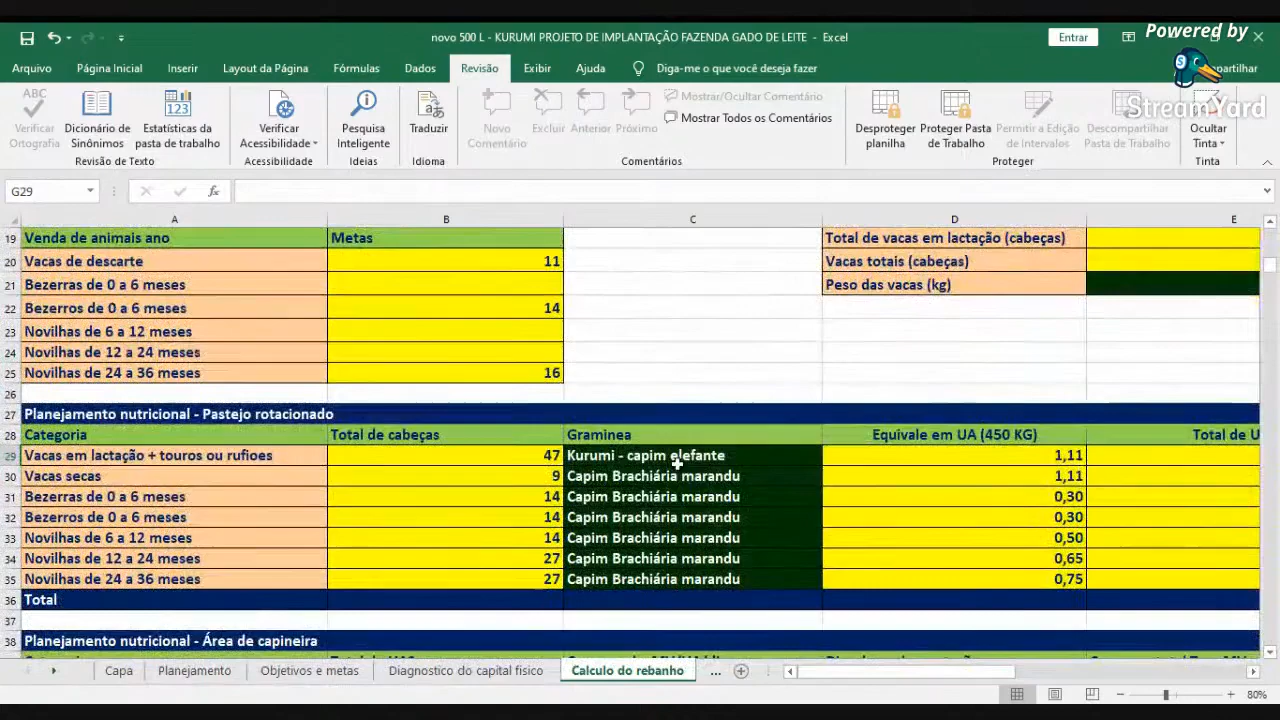 Powered by
StreamYard
novo 500 L - KURUMI PROJETO DE IMPLANTAÇÃO FAZENDA GADO DE LEITE - Excel
Entrar
Arquivo Página Inicial Inserir Layout da Página Fórmulas Dados Revisão Exibir Ajuda Diga-me o que você deseja fazer
ABC
Verificar Ortografia
Dicionário de Sinônimos
123
Estatísticas da pasta de trabalho
Revisão de Texto
Verificar Acessibilidade
Acessibilidade
Pesquisa Inteligente
Ideias
Traduzir
Idioma
Novo Comentário
Excluir
Anterior
Próximo
Mostrar/Ocultar Comentário
Mostrar Todos os Comentários
Comentários
Desproteger planilha
Proteger Pasta de Trabalho
Permitir a Edição de Intervalos
Descompartilhar Pasta de Trabalho
Proteger
Ocultar Tinta
Tinta
G29 fx
A B C D E
19 Venda de animais ano Metas Total de vacas em lactação (cabeças)
20 Vacas de descarte 11 Vacas totais (cabeças)
21 Bezerras de 0 a 6 meses Peso das vacas (kg)
22 Bezerros de 0 a 6 meses 14
23 Novilhas de 6 a 12 meses
24 Novilhas de 12 a 24 meses
25 Novilhas de 24 a 36 meses 16
26
27 Planejamento nutricional - Pastejo rotacionado
28 Categoria Total de cabeças Graminea Equivale em UA (450 KG) Total de U
29 Vacas em lactação + touros ou rufioes 47 Kurumi - capim elefante 1,11
30 Vacas secas 9 Capim Brachiária marandu 1,11
31 Bezerras de 0 a 6 meses 14 Capim Brachiária marandu 0,30
32 Bezerros de 0 a 6 meses 14 Capim Brachiária marandu 0,30
33 Novilhas de 6 a 12 meses 14 Capim Brachiária marandu 0,50
34 Novilhas de 12 a 24 meses 27 Capim Brachiária marandu 0,65
35 Novilhas de 24 a 36 meses 27 Capim Brachiária marandu 0,75
36 Total
37
38 Planejamento nutricional - Área de capineira
Capa Planejamento Objetivos e metas Diagnostico do capital fisico Calculo do rebanho ...
80%